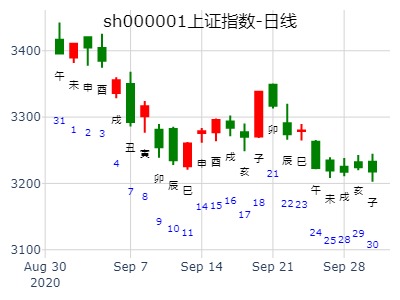 sh000001上证指数-日线
3400
3300
3200
3100
午 未 申 酉 戌 丑 寅 卯 辰 巳 申 酉 戌 亥 子 卯 辰 巳 午 未 戌 亥 子
31 1 2 3 4 7 8 9 10 11 14 15 16 17 18 21 22 23 24 25 28 29 30
Aug 30 Sep 7 Sep 14 Sep 21 Sep 28
2020